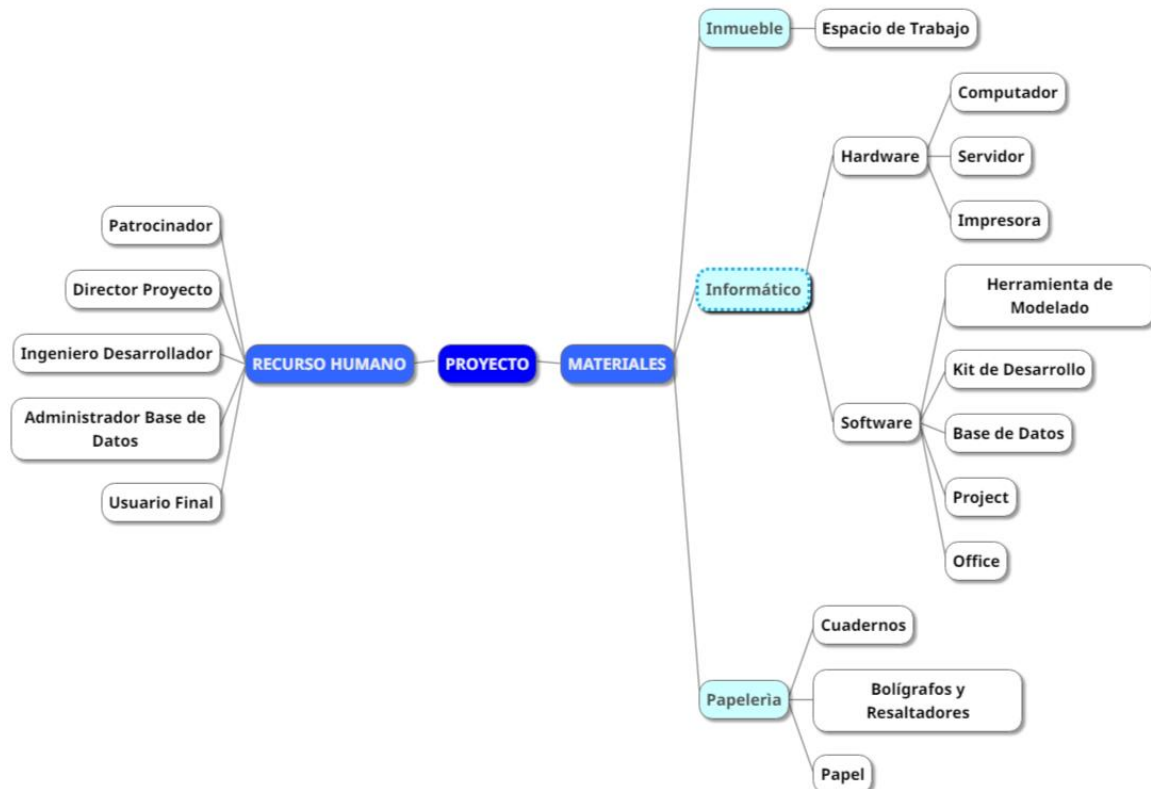 Inmueble
Espacio de Trabajo
Computador
Hardware
Servidor
Impresora
Patrocinador
Director Proyecto
Informático
Herramienta de
Modelado
Ingeniero Desarrollador
RECURSO HUMANO
PROYECTO
MATERIALES
Kit de Desarrollo
Administrador Base de
Datos
Software
Base de Datos
Usuario Final
Project
Office
Cuadernos
Papelerìa
Bolígrafos y
Resaltadores
Papel